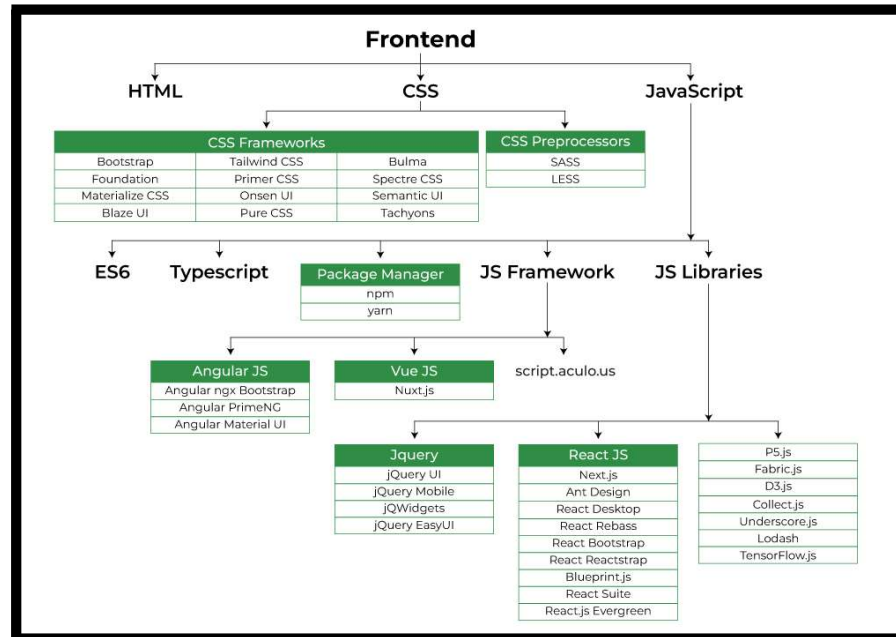 Frontend
HTML
CSS
JavaScript
CSS Frameworks
Bootstrap Tailwind CSS Bulma
Foundation Primer CSS Spectre CSS
Materialize CSS Onsen UI Semantic UI
Blaze UI Pure CSS Tachyons
CSS Preprocessors
SASS
LESS
ES6
Typescript
Package Manager
npm
yarn
JS Framework
JS Libraries
Angular JS
Angular ngx Bootstrap
Angular PrimeNG
Angular Material UI
Vue JS
Nuxt.js
script.aculo.us
Jquery
jQuery UI
jQuery Mobile
jQWidgets
jQuery EasyUI
React JS
Next.js
Ant Design
React Desktop
React Rebass
React Bootstrap
React Reactstrap
Blueprint.js
React Suite
React.js Evergreen
P5.js
Fabric.js
D3.js
Collect.js
Underscore.js
Lodash
TensorFlow.js